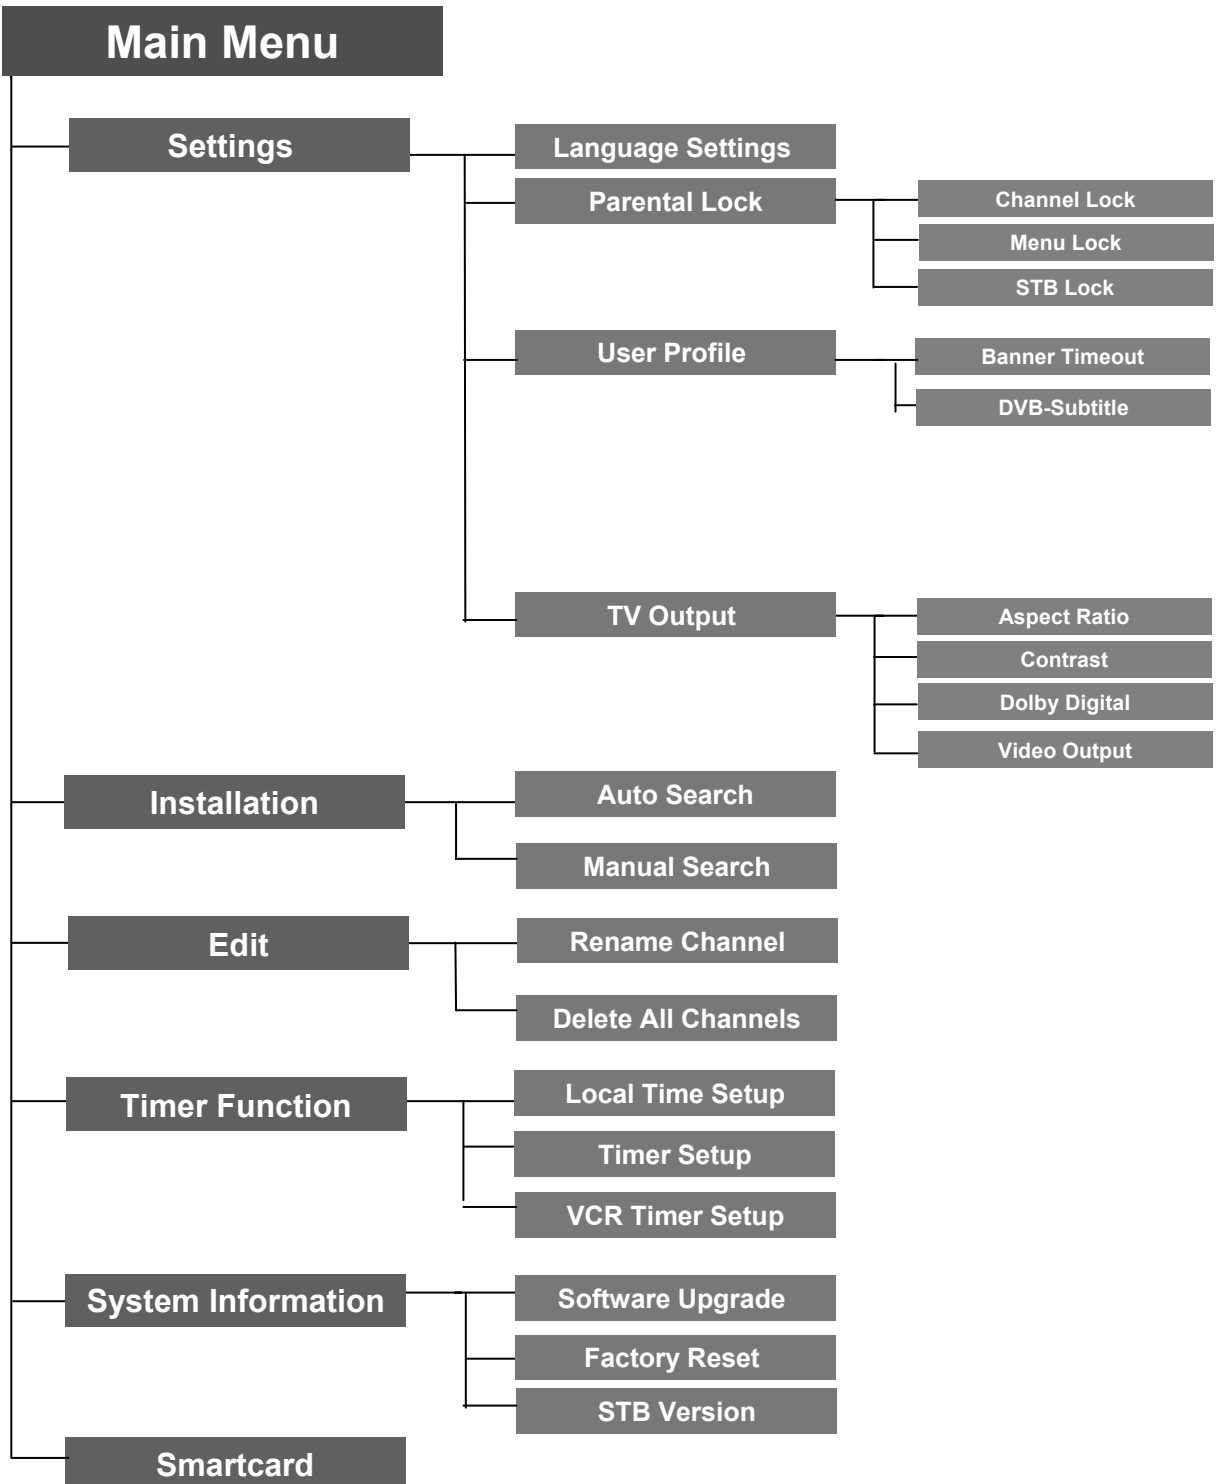 Main Menu
Settings
Language Settings
Parental Lock
Channel Lock
Menu Lock
STB Lock
User Profile
Banner Timeout
DVB-Subtitle
TV Output
Aspect Ratio
Contrast
Dolby Digital
Video Output
Installation
Auto Search
Manual Search
Edit
Rename Channel
Delete All Channels
Timer Function
Local Time Setup
Timer Setup
VCR Timer Setup
System Information
Software Upgrade
Factory Reset
STB Version
Smartcard